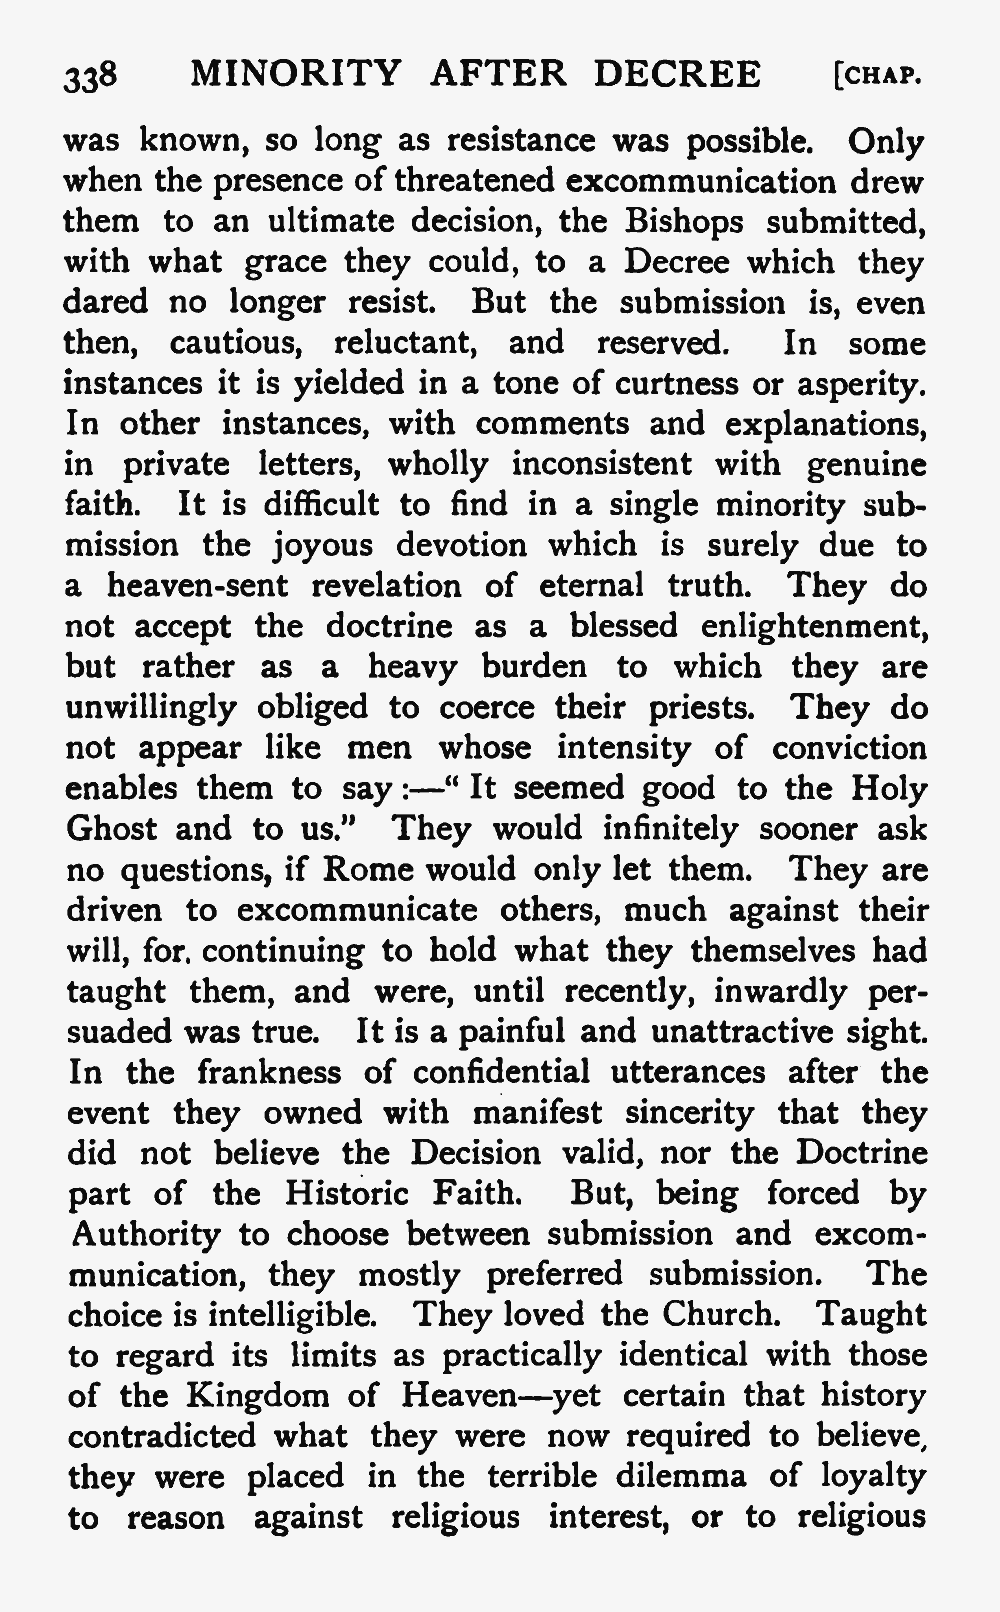 338 MINORITY AFTER DECREE [CHAP.
was known, so long as resistance was possible. Only
when the presence of threatened excommunication drew
them to an ultimate decision, the Bishops submitted,
with what grace they could, to a Decree which they
dared no longer resist. But the submission is, even
then, cautious, reluctant, and reserved. In some
instances it is yielded in a tone of curtness or asperity.
In other instances, with comments and explanations,
in private letters, wholly inconsistent with genuine
faith. It is difficult to find in a single minority sub-
mission the joyous devotion which is surely due to
a heaven-sent revelation of eternal truth. They do
not accept the doctrine as a blessed enlightenment,
but rather as a heavy burden to which they are
unwillingly obliged to coerce their priests. They do
not appear like men whose intensity of conviction
enables them to say :—“ It seemed good to the Holy
Ghost and to us.” They would infinitely sooner ask
no questions, if Rome would only let them. They are
driven to excommunicate others, much against their
will, for. continuing to hold what they themselves had
taught them, and were, until recently, inwardly per-
suaded was true. It is a painful and unattractive sight.
In the frankness of confidential utterances after the
event they owned with manifest sincerity that they
did not believe the Decision valid, nor the Doctrine
part of the Historic Faith. But, being forced by
Authority to choose between submission and excom-
munication, they mostly preferred submission. The
choice is intelligible. They loved the Church. Taught
to regard its limits as practically identical with those
of the Kingdom of Heaven—yet certain that history
contradicted what they were now required to believe,
they were placed in the terrible dilemma of loyalty
to reason against religious interest, or to religious